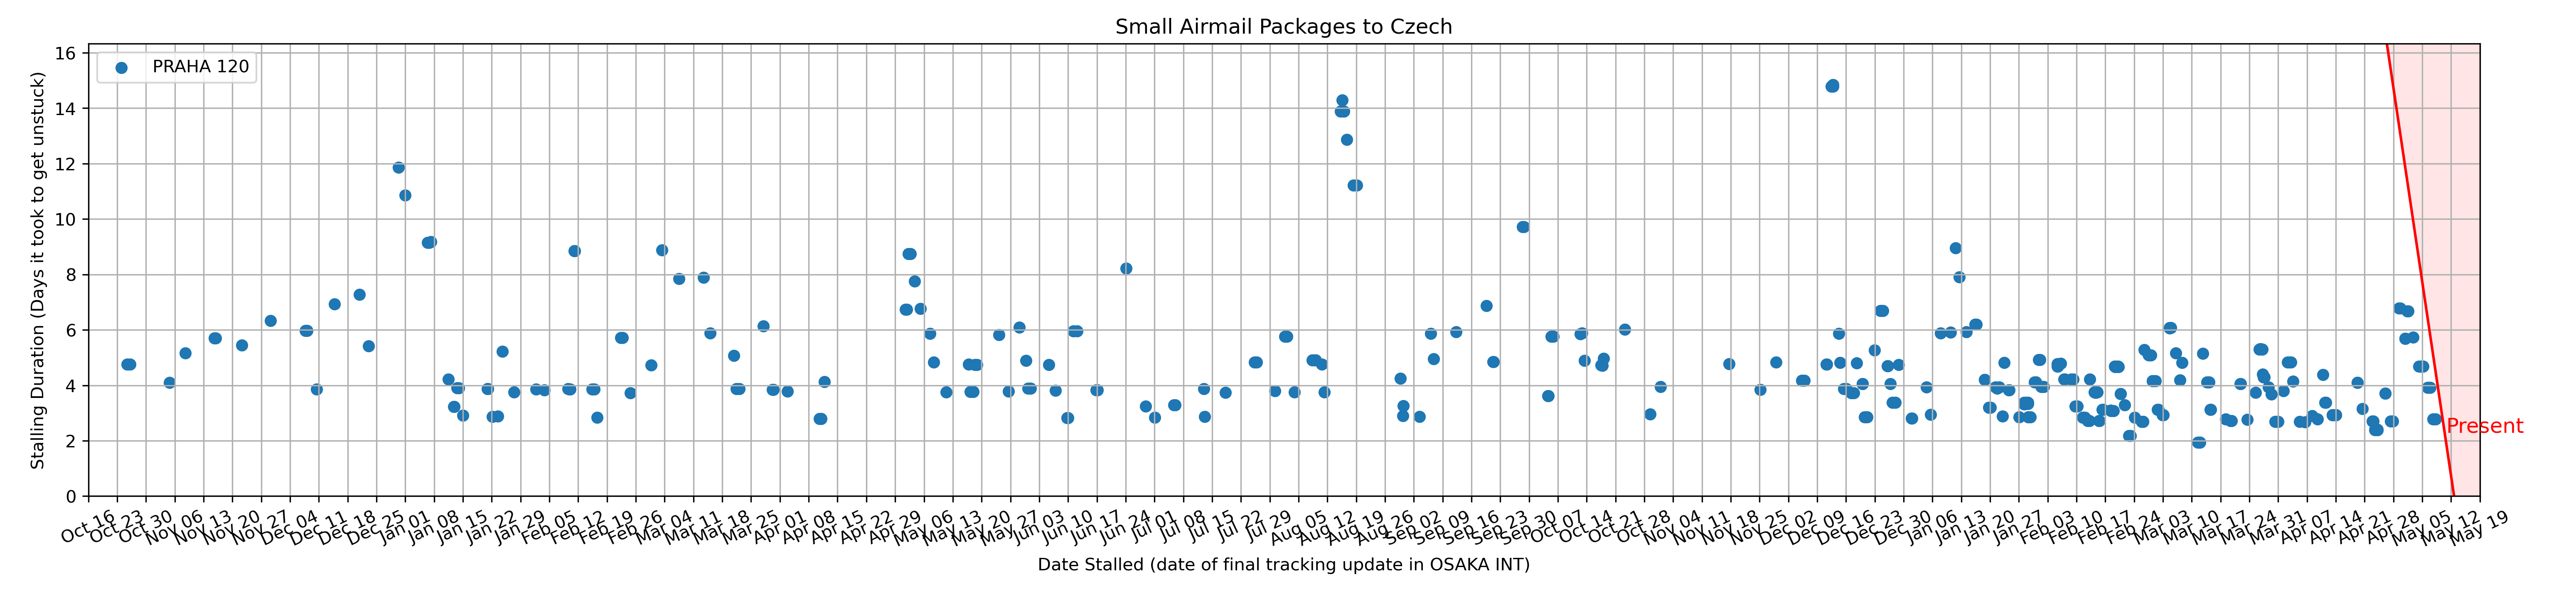 Small Airmail Packages to Czech
PRAHA 120
Stalling Duration (Days it took to get unstuck)
16
14
12
10
8
6
4
2
0
Present
Oct 16
Oct 23
Oct 30
Nov 06
Nov 13
Nov 20
Nov 27
Dec 04
Dec 11
Dec 18
Dec 25
Jan 01
Jan 08
Jan 15
Jan 22
Jan 29
Feb 05
Feb 12
Feb 19
Feb 26
Mar 04
Mar 11
Mar 18
Mar 25
Apr 01
Apr 08
Apr 15
Apr 22
Apr 29
May 06
May 13
May 20
May 27
Jun 03
Jun 10
Jun 17
Jun 24
Jul 01
Jul 08
Jul 15
Jul 22
Jul 29
Aug 05
Aug 12
Aug 19
Aug 26
Sep 02
Sep 09
Sep 16
Sep 23
Sep 30
Oct 07
Oct 14
Oct 21
Oct 28
Nov 04
Nov 11
Nov 18
Nov 25
Dec 02
Dec 09
Dec 16
Dec 23
Dec 30
Jan 06
Jan 13
Jan 20
Jan 27
Feb 03
Feb 10
Feb 17
Feb 24
Mar 03
Mar 10
Mar 17
Mar 24
Mar 31
Apr 07
Apr 14
Apr 21
Apr 28
May 05
May 12
May 19
Date Stalled (date of final tracking update in OSAKA INT)